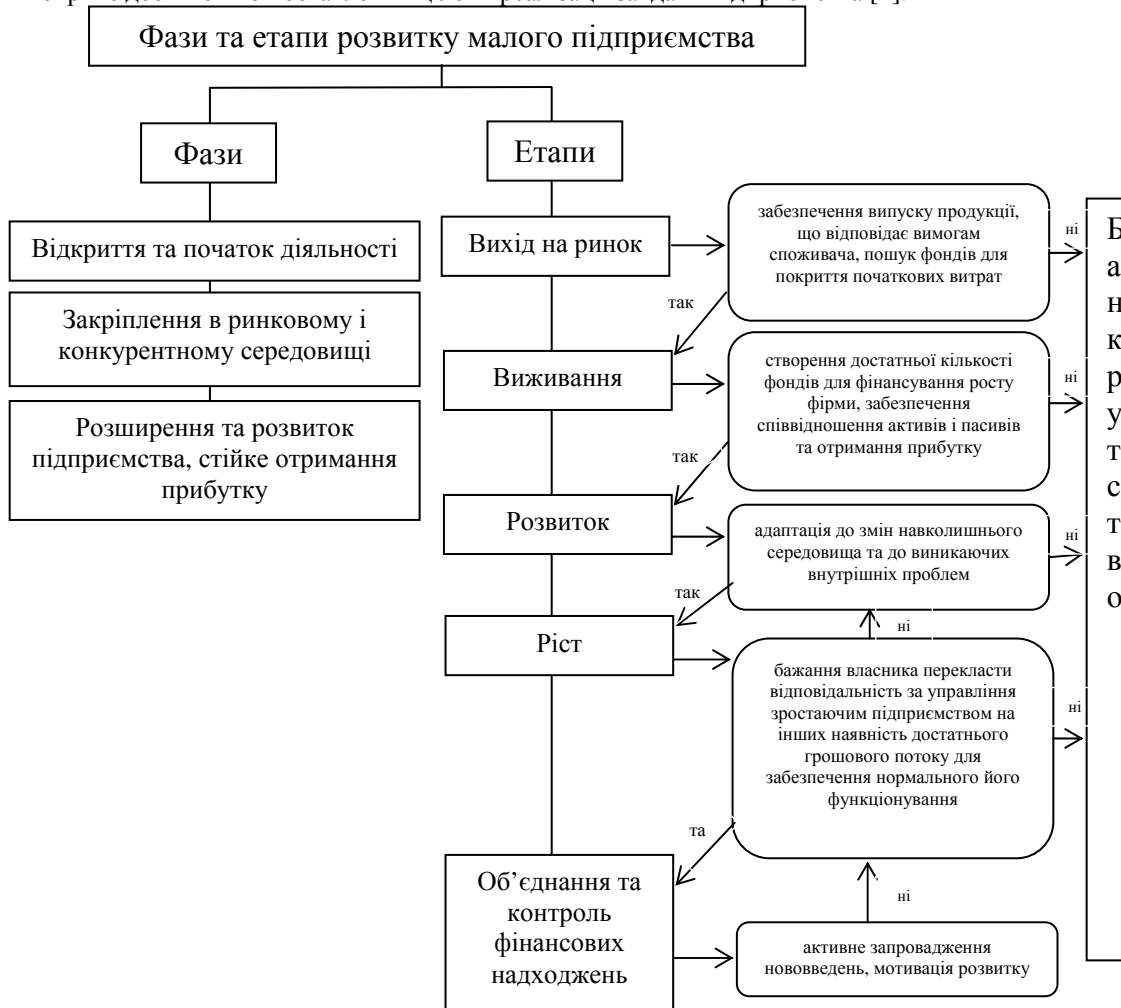 Фази та етапи розвитку малого підприємства
Фази
Етапи
Відкриття та початок діяльності
Закріплення в ринковому і
конкурентному середовищі
Розширення та розвиток
підприємства, стійке отримання
прибутку
Вихід на ринок
забезпечення випуску продукції,
що відповідає вимогам
споживача, пошук фондів для
покриття початкових витрат
ні
так
Виживання
створення достатньої кількості
фондів для фінансування росту
фірми, забезпечення
співвідношення активів і пасивів
та отримання прибутку
ні
так
Розвиток
адаптація до змін навколишнього
середовища та до виникаючих
внутрішніх проблем
ні
так
ні
Ріст
бажання власника перекласти
відповідальність за управління
зростаючим підприємством на
інших наявність достатнього
грошового потоку для
забезпечення нормального його
функціонування
ні
та
Об’єднання та
контроль
фінансових
надходжень
ні
активне запровадження
нововведень, мотивація розвитку
Б
а
н
к
р
у
т
с
т
в
о